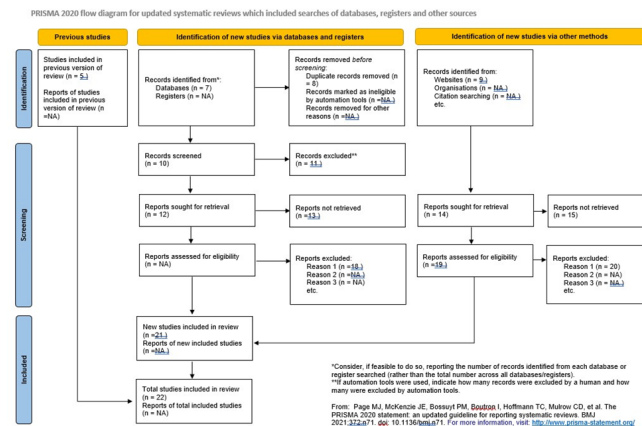 PRISMA 2020 flow diagram for updated systematic reviews which included searches of databases, registers and other sources
Previous studies
Identification of new studies via databases and registers
Identification of new studies via other methods
Identification
Studies included in
previous version of
review (n = 5.)
Reports of studies
included in previous
version of review (n
=NA)
Records identified from*:
Databases (n = 7)
Registers (n = NA)
Records removed before
screening:
Duplicate records removed (n
= 8)
Records marked as ineligible
by automation tools (n =NA.)
Records removed for other
reasons (n =NA.)
Records identified from:
Websites (n = 9.)
Organisations (n = NA.)
Citation searching (n = NA.)
etc.
Screening
Records screened
(n = 10)
Records excluded**
(n = 11.)
Reports sought for retrieval
(n = 12)
Reports not retrieved
(n =13.)
Reports sought for retrieval
(n = 14)
Reports not retrieved
(n = 15)
Reports assessed for eligibility
(n = NA)
Reports excluded:
Reason 1 (n =18.)
Reason 2 (n =NA.)
Reason 3 (n = NA)
etc.
Reports assessed for eligibility
(n =19.)
Reports excluded:
Reason 1 (n = 20)
Reason 2 (n = NA)
Reason 3 (n = NA.)
etc.
Included
New studies included in review
(n =21.)
Reports of new included studies
(n =NA.)
Total studies included in review
(n = 22)
Reports of total included studies
(n = NA)
*Consider, if feasible to do so, reporting the number of records identified from each database or
register searched (rather than the total number across all databases/registers).
**If automation tools were used, indicate how many records were excluded by a human and how
many were excluded by automation tools.
From: Page MJ, McKenzie JE, Bossuyt PM, Boutron I, Hoffmann TC, Mulrow CD, et al. The
PRISMA 2020 statement: an updated guideline for reporting systematic reviews. BMJ
2021;372:n71. doi: 10.1136/bmj.n71. For more information, visit: http://www.prisma-statement.org/